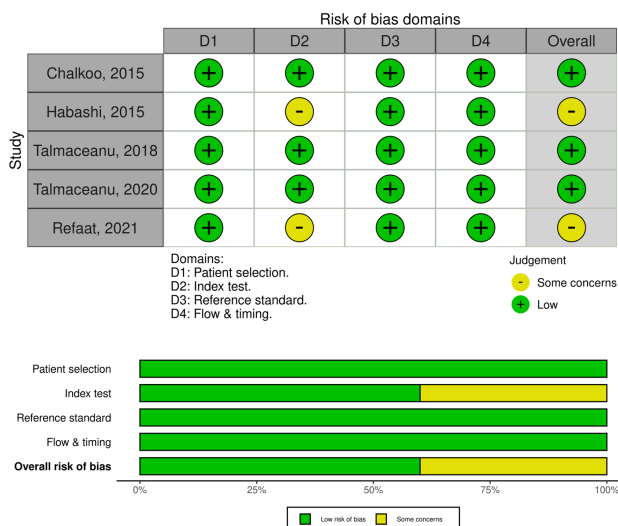 Risk of bias domains
D1 D2 D3 D4 Overall
Study
Chalkoo, 2015 + + + + +
Habashi, 2015 + - + + -
Talmaceanu, 2018 + + + + +
Talmaceanu, 2020 + + + + +
Refaat, 2021 + - + + -
Domains:
D1: Patient selection.
D2: Index test.
D3: Reference standard.
D4: Flow & timing.
Judgement
- Some concerns
+ Low
Patient selection
Index test
Reference standard
Flow & timing
Overall risk of bias
0% 25% 50% 75% 100%
Low risk of bias Some concerns